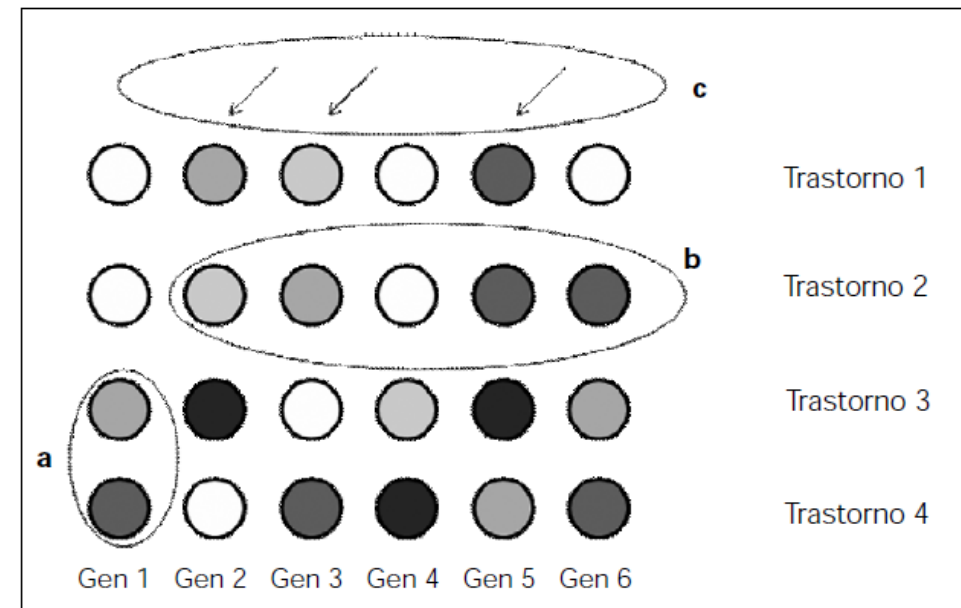 c
Trastorno 1
b
Trastorno 2
Trastorno 3
a
Trastorno 4
Gen 1 Gen 2 Gen 3 Gen 4 Gen 5 Gen 6